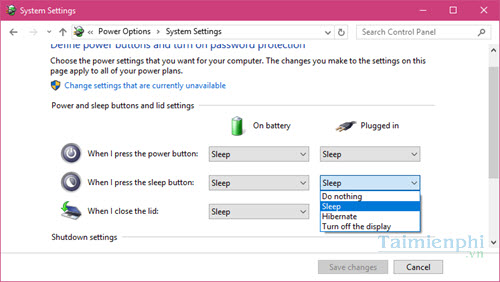 System Settings
Power Options > System Settings
Search Control Panel
Define power buttons and turn on password protection
Choose the power settings that you want for your computer. The changes you make to the settings on this
page apply to all of your power plans.
Change settings that are currently unavailable
Power and sleep buttons and lid settings
On battery Plugged in
When I press the power button: Sleep Sleep
When I press the sleep button: Sleep Sleep
Do nothing
Sleep
Hibernate
Turn off the display
When I close the lid: Sleep
Shutdown settings
Taimienphi
.vn
Save changes Cancel